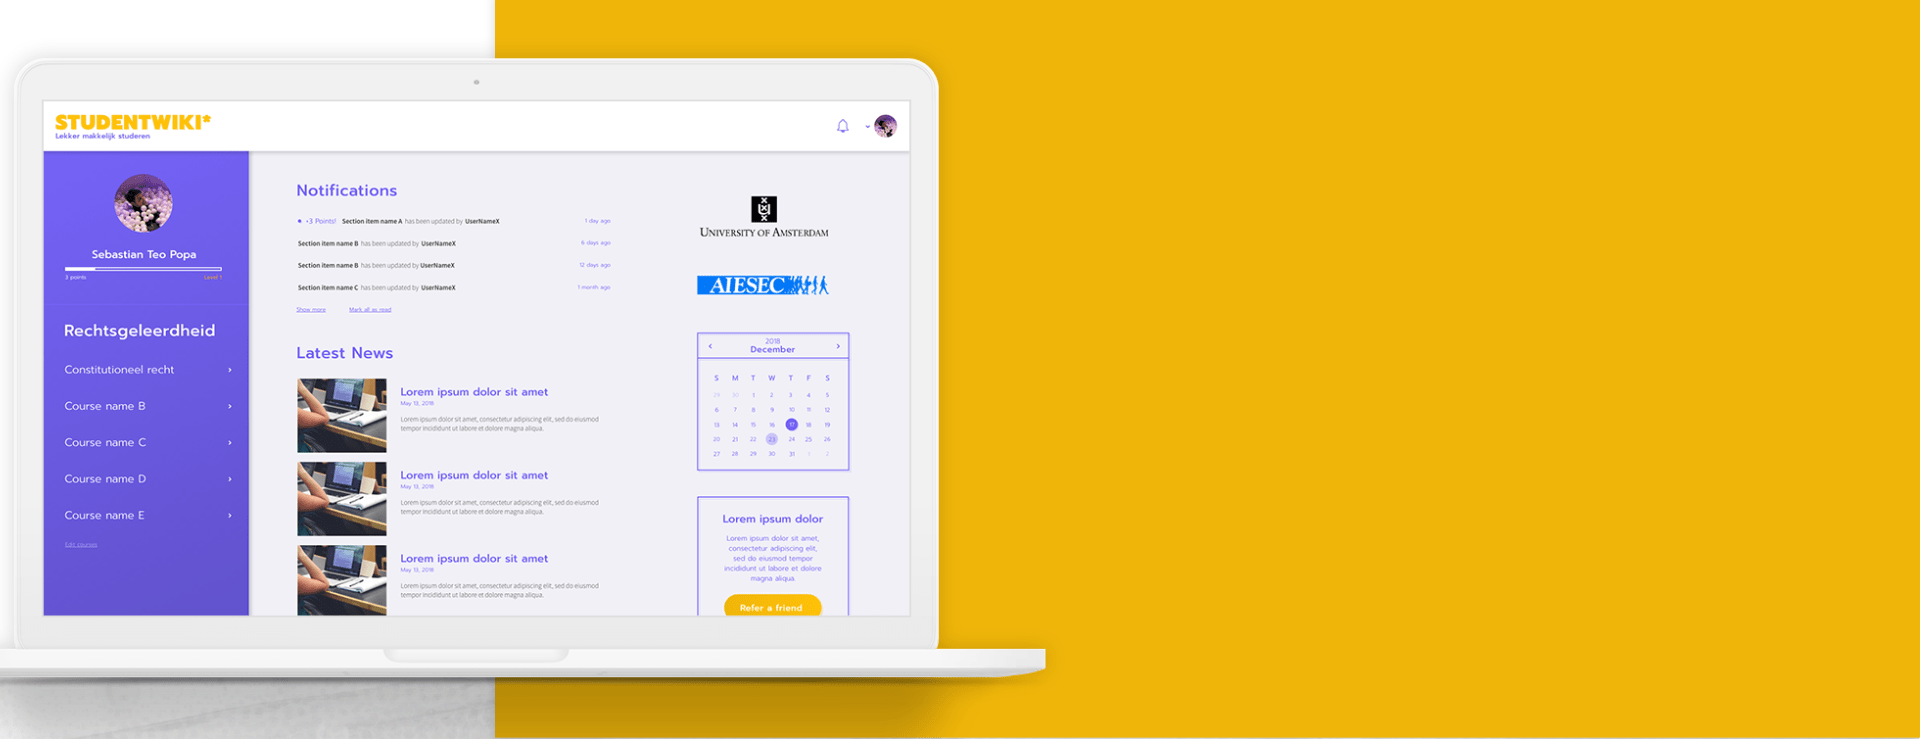 STUDENTWIKI*
Lekker makkelijk studeren
Sebastian Teo Popa
3 points
Level 1
Rechtsgeleerdheid
Constitutioneel recht
Course name B
Course name C
Course name D
Course name E
Edit courses
Notifications
+3 Points! Section item name A has been updated by UserNameX 1 day ago
Section item name B has been updated by UserNameX 6 days ago
Section item name B has been updated by UserNameX 12 days ago
Section item name C has been updated by UserNameX 1 month ago
Show more Mark all as read
Latest News
Lorem ipsum dolor sit amet
May 13, 2018
Lorem ipsum dolor sit amet, consectetur adipiscing elit, sed do eiusmod
tempor incididunt ut labore et dolore magna aliqua.
Lorem ipsum dolor sit amet
May 13, 2018
Lorem ipsum dolor sit amet, consectetur adipiscing elit, sed do eiusmod
tempor incididunt ut labore et dolore magna aliqua.
Lorem ipsum dolor sit amet
May 13, 2018
Lorem ipsum dolor sit amet, consectetur adipiscing elit, sed do eiusmod
tempor incididunt ut labore et dolore magna aliqua.
UNIVERSITY OF AMSTERDAM
AIESEC
2018
December
S M T W T F S
29 30 1 2 3 4 5
6 7 8 9 10 11 12
13 14 15 16 17 18 19
20 21 22 23 24 25 26
27 28 29 30 31 1 2
Lorem ipsum dolor
Lorem ipsum dolor sit amet,
consectetur adipiscing elit,
sed do eiusmod tempor
incididunt ut labore et dolore
magna aliqua
Refer a friend